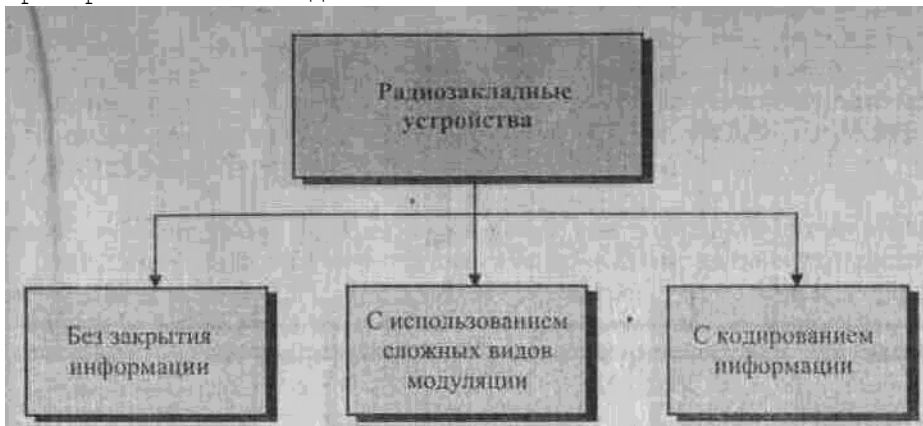 Радиозакладные
устройства
Без закрытия
информации
С использованием
сложных видов
модуляции
С кодированием
информации